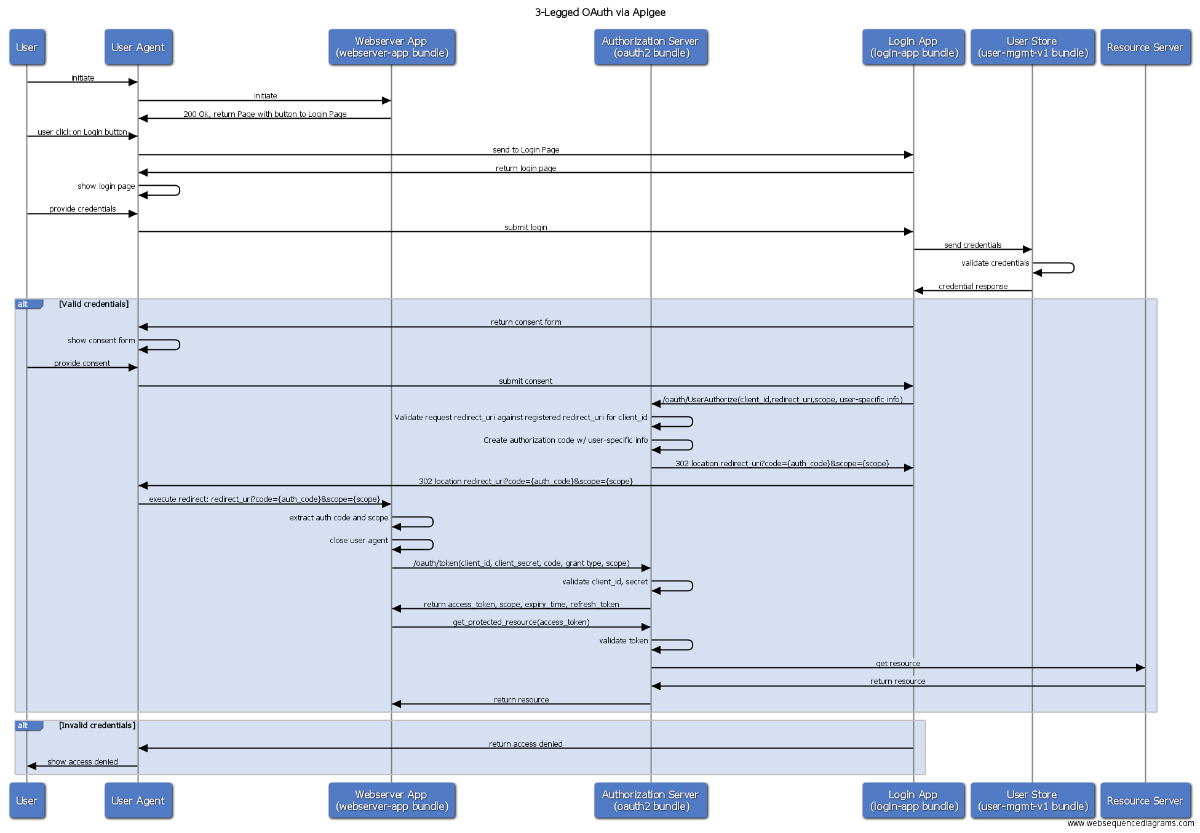 3-Legged OAuth via Apigee
User
User Agent
Webserver App
(webserver-app bundle)
Authorization Server
(oauth2 bundle)
Login App
(login-app bundle)
User Store
(user-mgmt-v1 bundle)
Resource Server
initiate
initiate
200 OK, return Page with button to Login Page
user click on Login button
send to Login Page
return login page
show login page
provide credentials
submit login
send credentials
validate credentials
credential response
alt [Valid credentials]
return consent form
show consent form
provide consent
submit consent
/oauth/UserAuthorize(client_id,redirect_uri,scope, user-specific info)
Validate request redirect_uri against registered redirect_uri for client_id
Create authorization code w/ user-specific info
302 location redirect_uri?code={auth_code}&scope={scope}
302 location redirect_uri?code={auth_code}&scope={scope}
execute redirect: redirect_uri?code={auth_code}&scope={scope}
extract auth code and scope
close user agent
/oauth/token(client_id, client_secret, code, grant type, scope)
validate client_id, secret
return access_token, scope, expiry_time, refresh_token
get_protected_resource(access_token)
validate token
get resource
return resource
return resource
alt [Invalid credentials]
return access denied
show access denied
User
User Agent
Webserver App
(webserver-app bundle)
Authorization Server
(oauth2 bundle)
Login App
(login-app bundle)
User Store
(user-mgmt-v1 bundle)
Resource Server
www.websequencediagrams.com